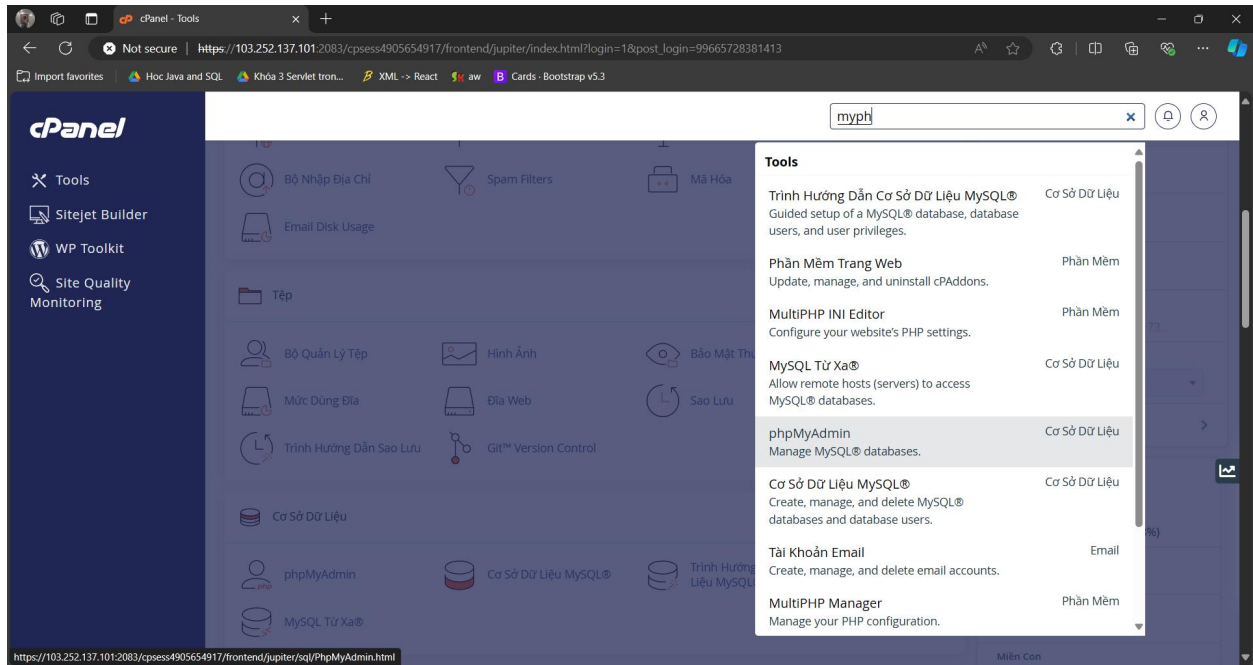 cPanel - Tools
Not secure
https://103.252.137.101:2083/cpsess4905654917/frontend/jupiter/index.html?login=1&post_login=99665728381413
Import favorites
Hoc Java and SQL
Khóa 3 Servlet tron...
XML -> React
aw
Cards · Bootstrap v5.3
cPanel
myph
Tools
Sitejet Builder
WP Toolkit
Site Quality
Monitoring
Bộ Nhập Địa Chỉ
Spam Filters
Mã Hóa
Email Disk Usage
Tệp
Bộ Quản Lý Tệp
Hình Ảnh
Bảo Mật Thư
Mức Dùng Đĩa
Đĩa Web
Sao Lưu
Trình Hướng Dẫn Sao Lưu
Git™ Version Control
Cơ Sở Dữ Liệu
phpMyAdmin
Cơ Sở Dữ Liệu MySQL®
Trình Hướng
Liệu MySQL
MySQL Từ Xa®
Tools
Trình Hướng Dẫn Cơ Sở Dữ Liệu MySQL®
Cơ Sở Dữ Liệu
Guided setup of a MySQL® database, database
users, and user privileges.
Phần Mềm Trang Web
Phần Mềm
Update, manage, and uninstall cPAddons.
MultiPHP INI Editor
Phần Mềm
Configure your website's PHP settings.
MySQL Từ Xa®
Cơ Sở Dữ Liệu
Allow remote hosts (servers) to access
MySQL® databases.
phpMyAdmin
Cơ Sở Dữ Liệu
Manage MySQL® databases.
Cơ Sở Dữ Liệu MySQL®
Cơ Sở Dữ Liệu
Create, manage, and delete MySQL®
databases and database users.
Tài Khoản Email
Email
Create, manage, and delete email accounts.
MultiPHP Manager
Phần Mềm
Manage your PHP configuration.
Miền Con
https://103.252.137.101:2083/cpsess4905654917/frontend/jupiter/sql/PhpMyAdmin.html